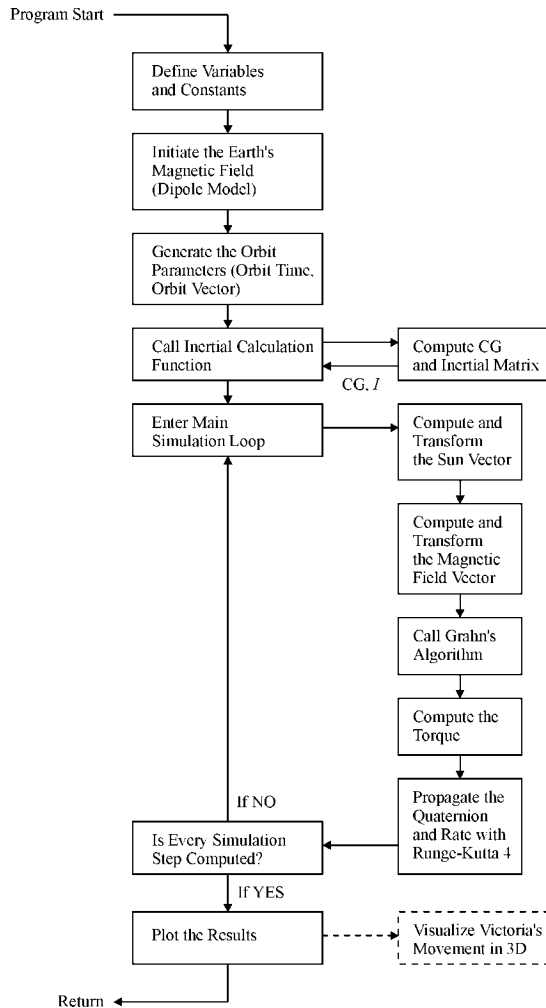 Program Start
Define Variables
and Constants
Initiate the Earth's
Magnetic Field
(Dipole Model)
Generate the Orbit
Parameters (Orbit Time,
Orbit Vector)
Call Inertial Calculation
Function
Compute CG
and Inertial Matrix
CG, I
Enter Main
Simulation Loop
Compute and
Transform
the Sun Vector
Compute and
Transform
the Magnetic
Field Vector
Call Grahn's
Algorithm
Compute the
Torque
Propagate the
Quaternion
and Rate with
Runge-Kutta 4
If NO
Is Every Simulation
Step Computed?
If YES
Plot the Results
Visualize Victoria's
Movement in 3D
Return